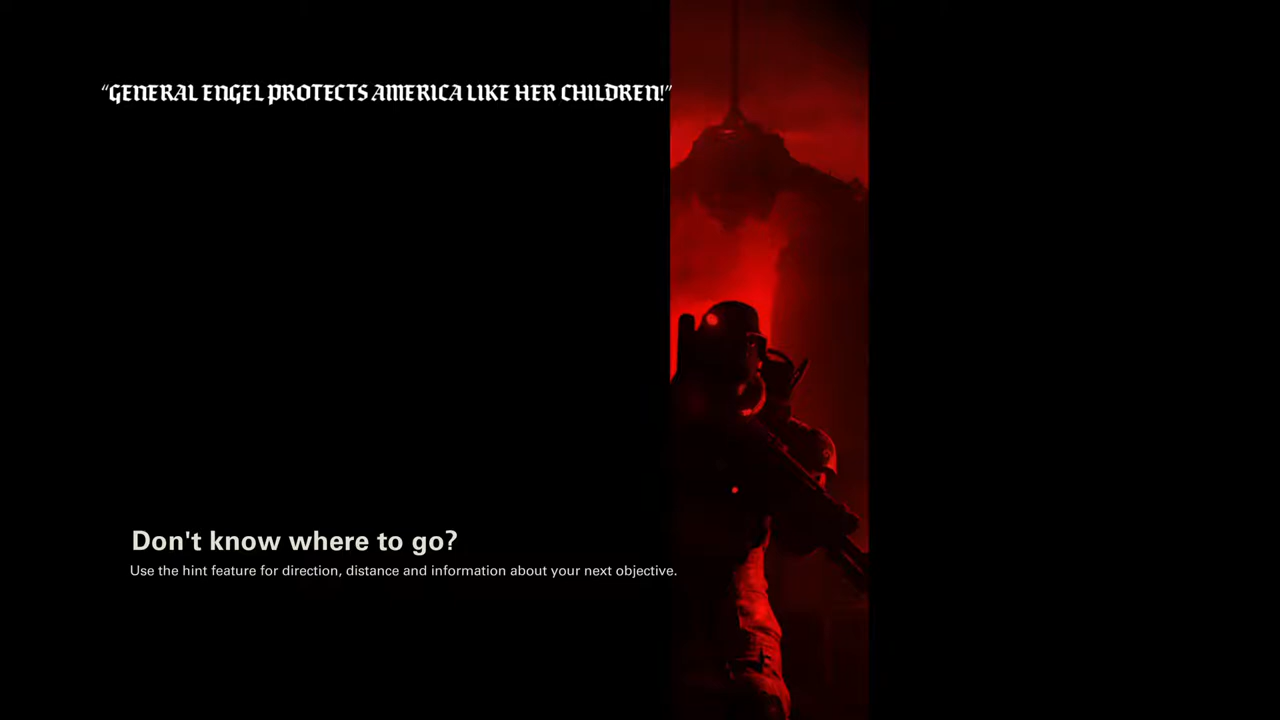 “GENERAL ENGEL PROTECTS AMERICA LIKE HER CHILDREN!”
Don't know where to go?
Use the hint feature for direction, distance and information about your next objective.